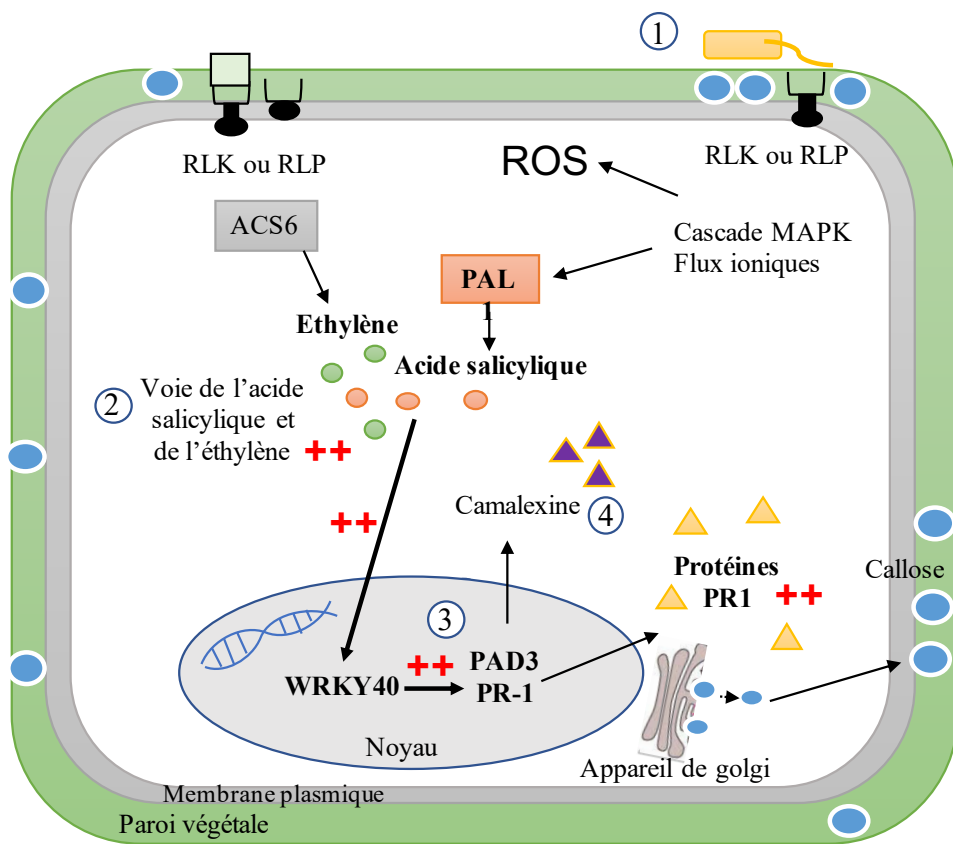 1
RLK ou RLP
RLK ou RLP
ROS
ACS6
Cascade MAPK
Flux ioniques
PAL
1
Ethylène
Acide salicylique
2
Voie de l’acide
salicylique et
de l’éthylène ++
++
Camalexine
4
Protéines
PR1 ++
Callose
3
++
PAD3
WRKY40
PR-1
Noyau
Appareil de golgi
Membrane plasmique
Paroi végétale